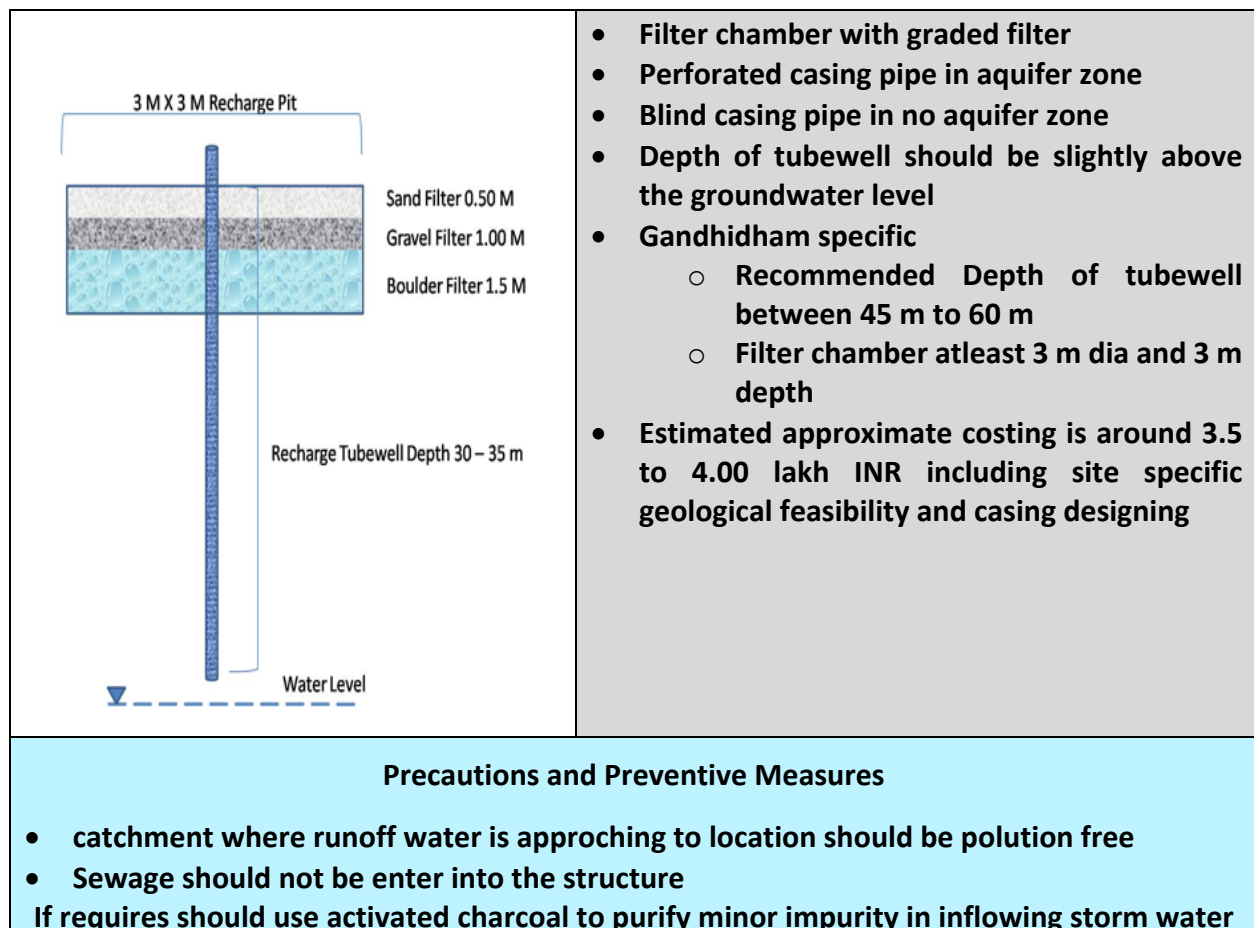 3 M X 3 M Recharge Pit
Sand Filter 0.50 M
Gravel Filter 1.00 M
Boulder Filter 1.5 M
Recharge Tubewell Depth 30 – 35 m
Water Level
• Filter chamber with graded filter
• Perforated casing pipe in aquifer zone
• Blind casing pipe in no aquifer zone
• Depth of tubewell should be slightly above
the groundwater level
• Gandhidham specific
o Recommended Depth of tubewell
between 45 m to 60 m
o Filter chamber atleast 3 m dia and 3 m
depth
• Estimated approximate costing is around 3.5
to 4.00 lakh INR including site specific
geological feasibility and casing designing
Precautions and Preventive Measures
• catchment where runoff water is approching to location should be polution free
• Sewage should not be enter into the structure
If requires should use activated charcoal to purify minor impurity in inflowing storm water